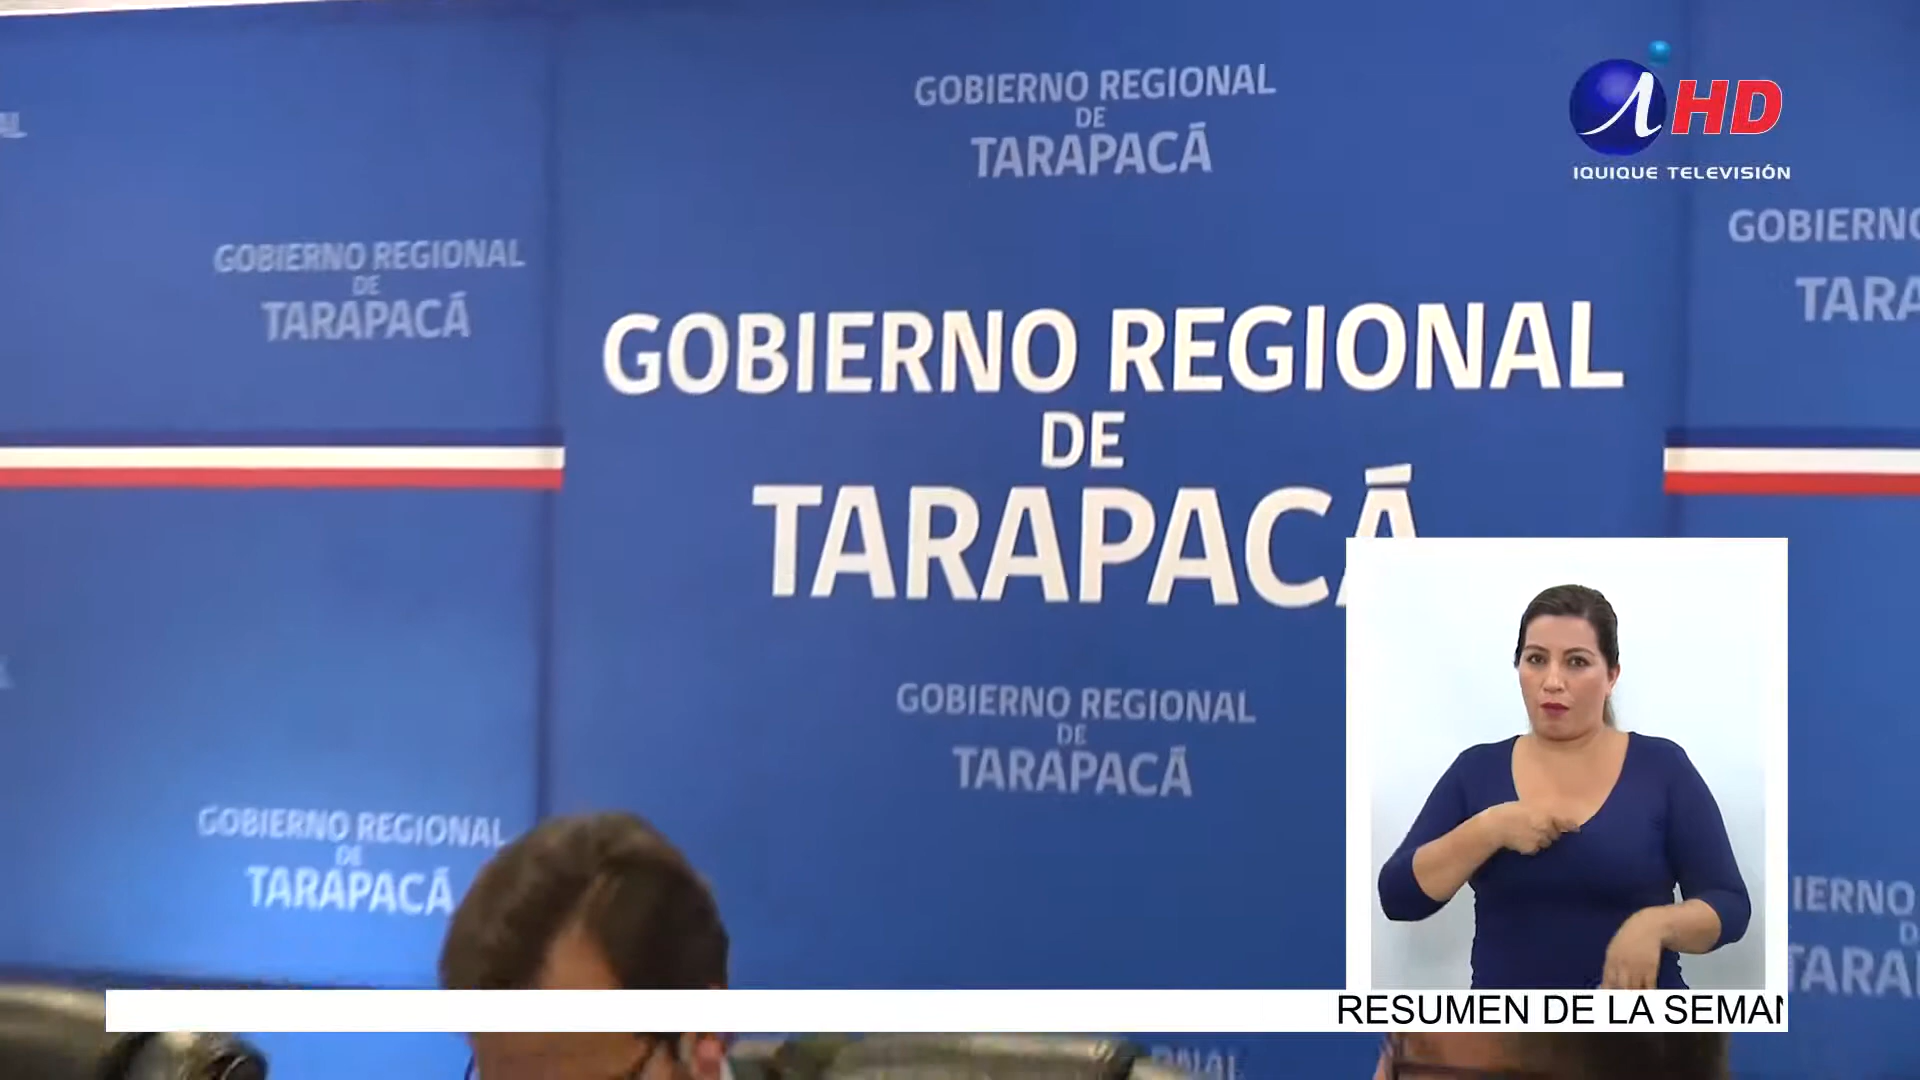 GOBIERNO REGIONAL
DE
TARAPACÁ
HD
IQUIQUE TELEVISIÓN
GOBIERNO REGIONAL
DE
TARAPACÁ
GOBIERNO REGIONAL
DE
TARAPACÁ
GOBIERNO REGIONAL
DE
TARAPACÁ
GOBIERNO REGIONAL
DE
TARAPACÁ
RESUMEN DE LA SEMA